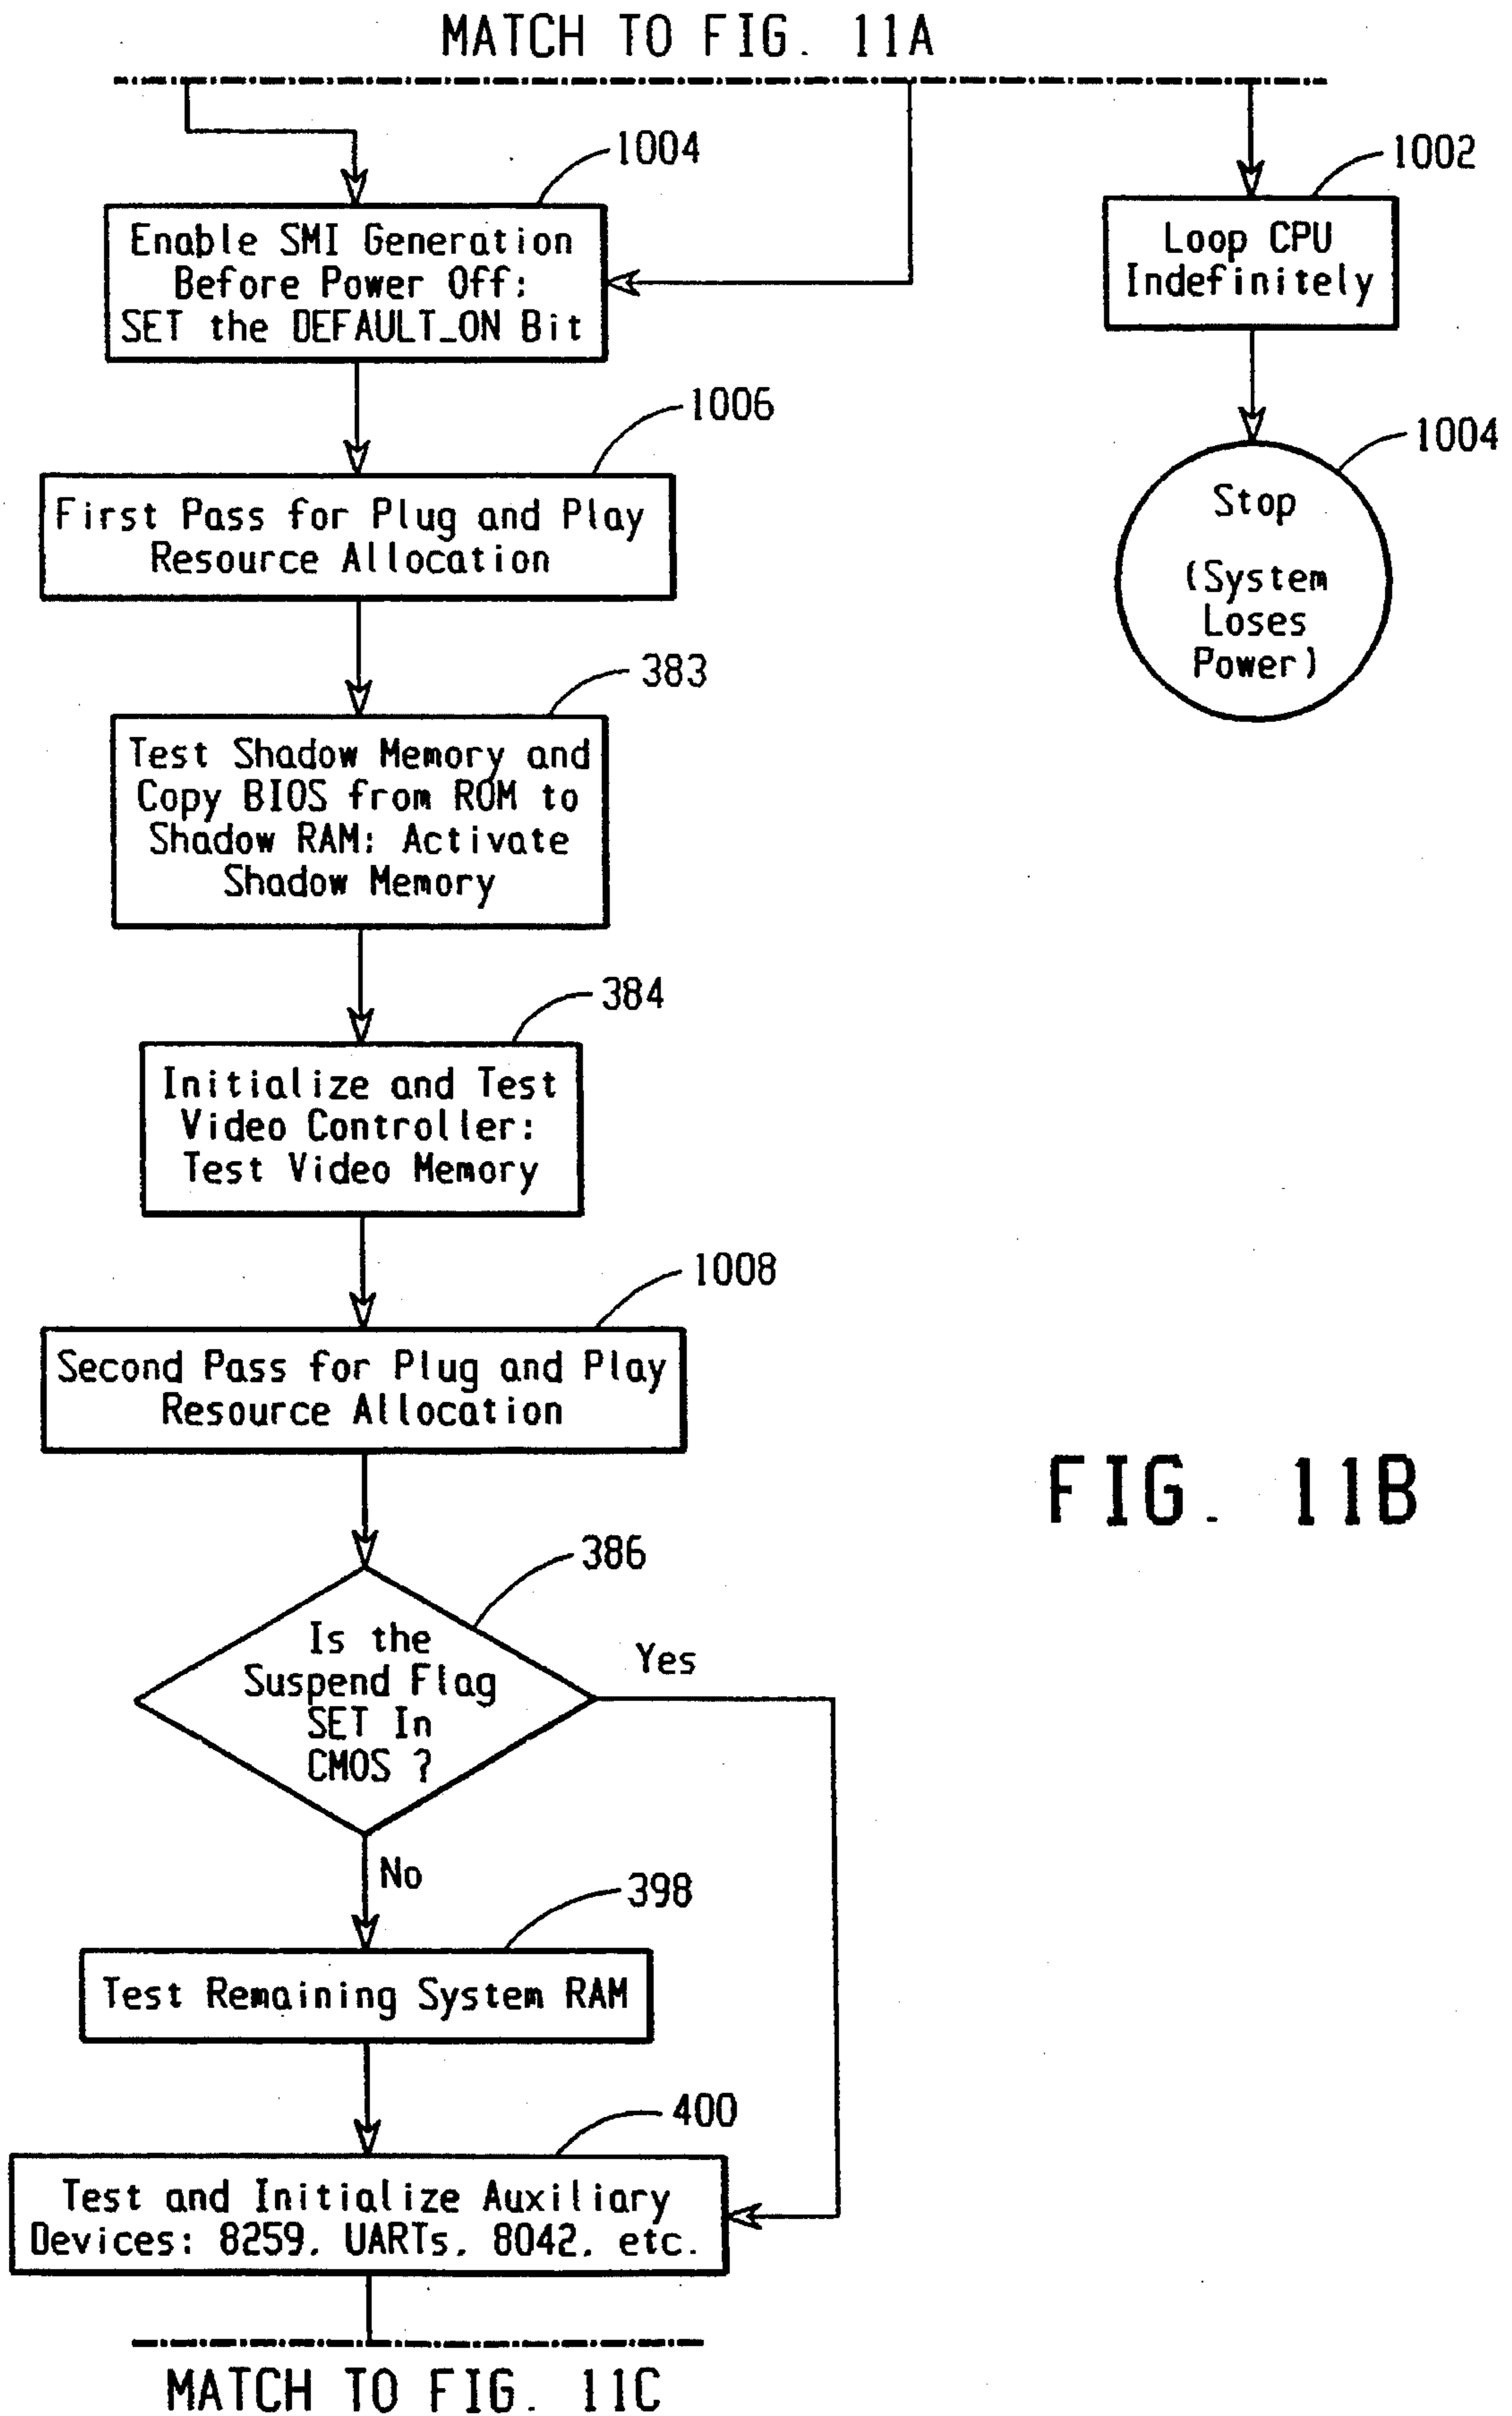 MATCH TO FIG. 11A
1004
Enable SMI Generation
Before Power Off:
SET the DEFAULT_ON Bit
1002
Loop CPU
Indefinitely
1006
First Pass for Plug and Play
Resource Allocation
1004
Stop
(System
Loses
Power)
383
Test Shadow Memory and
Copy BIOS from ROM to
Shadow RAM: Activate
Shadow Memory
384
Initialize and Test
Video Controller:
Test Video Memory
1008
Second Pass for Plug and Play
Resource Allocation
FIG. 11B
386
Is the
Suspend Flag
SET In
CMOS ?
Yes
No
398
Test Remaining System RAM
400
Test and Initialize Auxiliary
Devices: 8259, UARTs, 8042, etc.
MATCH TO FIG. 11C